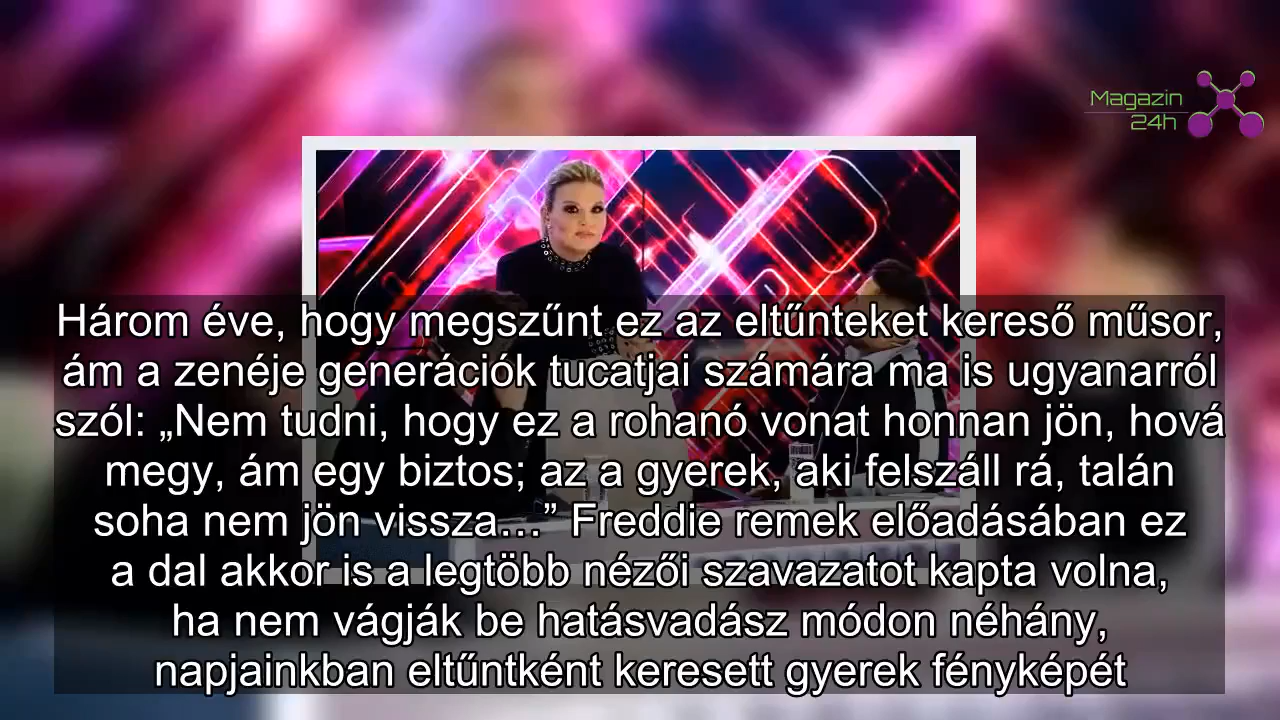 Magazin
24h
Három éve, hogy megszűnt ez az eltűnteket kereső műsor,
ám a zenéje generációk tucatjai számára ma is ugyanarról
szól: „Nem tudni, hogy ez a rohanó vonat honnan jön, hová
megy, ám egy biztos; az a gyerek, aki felszáll rá, talán
soha nem jön vissza…” Freddie remek előadásában ez
a dal akkor is a legtöbb nézői szavazatot kapta volna,
ha nem vágják be hatásvadász módon néhány,
napjainkban eltűntként keresett gyerek fényképét